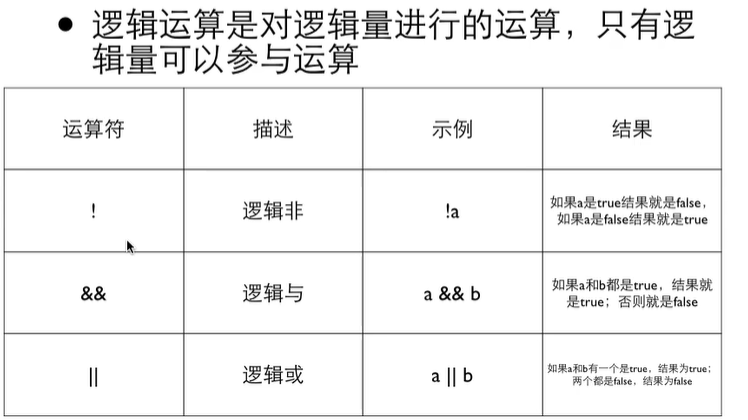 • 逻辑运算是对逻辑量进行的运算，只有逻
辑量可以参与运算
运算符 描述 示例 结果
! 逻辑非 !a 如果a是true结果就是false，
如果a是false结果就是true
&& 逻辑与 a && b 如果a和b都是true，结果就
是true；否则就是false
|| 逻辑或 a || b 如果a和b有一个是true，结果为true；
两个都是false，结果为false